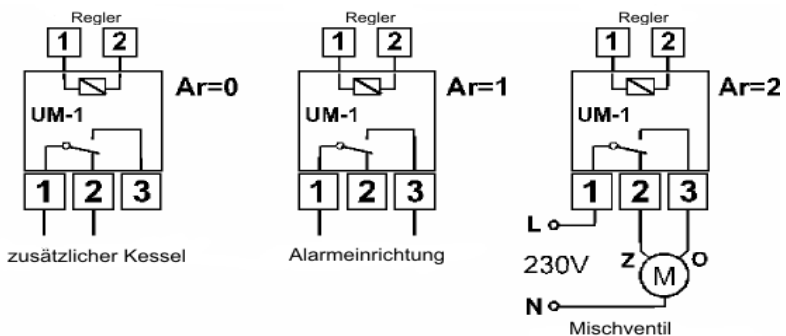 Regler Regler Regler
1 2 1 2 1 2
Ar=0 Ar=1 Ar=2
UM-1 UM-1 UM-1
1 2 3 1 2 3 1 2 3
zusätzlicher Kessel Alarmeinrichtung
L
230V Z M O
N
Mischventil